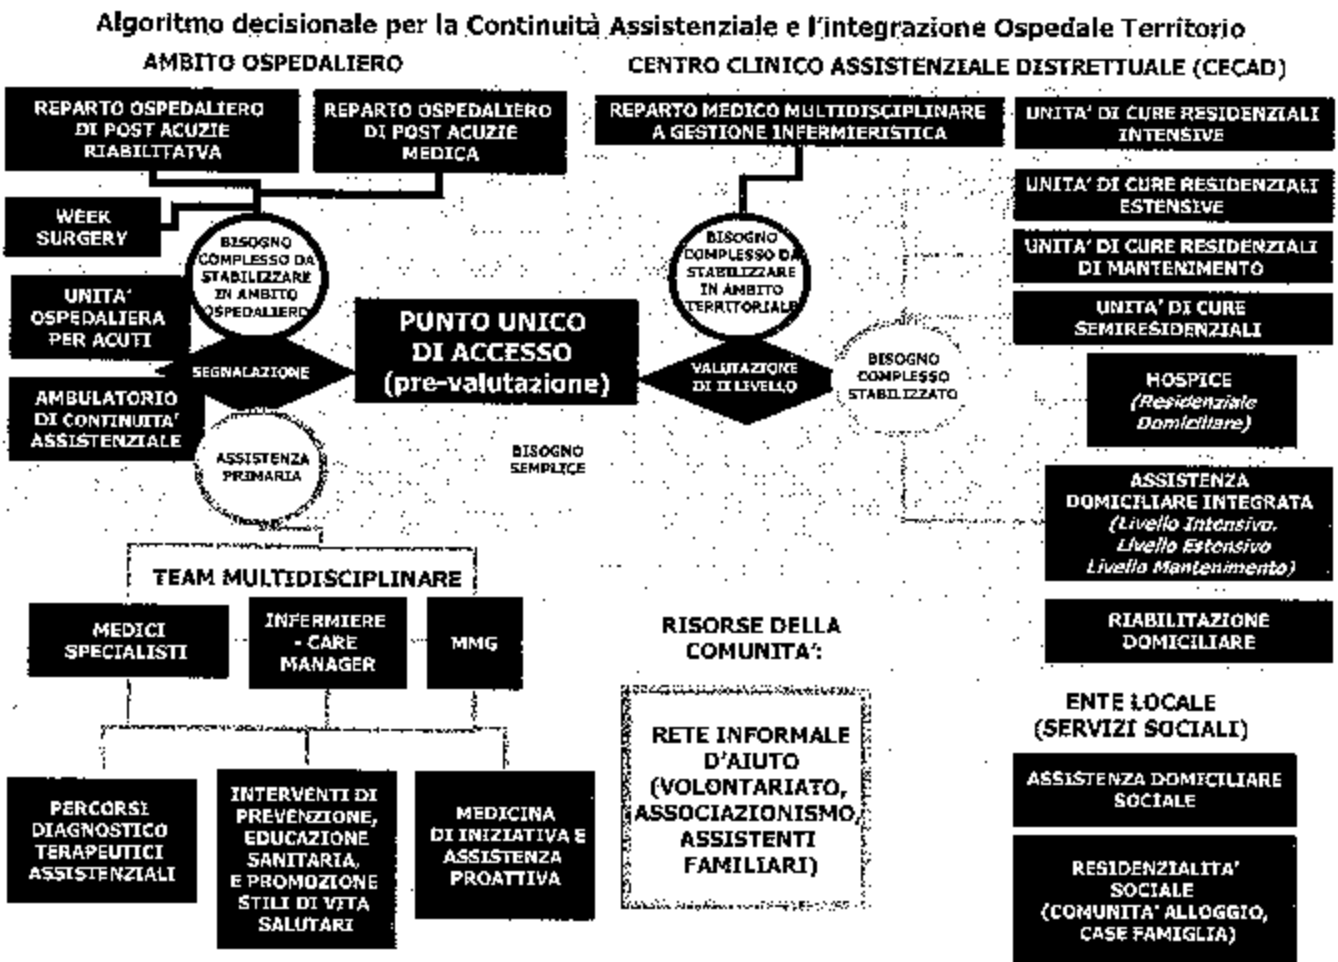 Algoritmo decisionale per la Continuità Assistenziale e l'integrazione Ospedale Territorio
AMBITO OSPEDALIERO
CENTRO CLINICO ASSISTENZIALE DISTRETTUALE (CECAD)
REPARTO OSPEDALIERO
DI POST ACUZIE
RIABILITATVA
REPARTO OSPEDALIERO
DI POST ACUZIE
MEDICA
REPARTO MEDICO MULTIDISCIPLINARE
A GESTIONE INFERMIERISTICA
UNITA' DI CURE RESIDENZIALI
INTENSIVE
UNITA' DI CURE RESIDENZIALI
ESTENSIVE
UNITA' DI CURE RESIDENZIALI
DI MANTENIMENTO
UNITA' DI CURE
SEMIRESIDENZIALI
WEEK
SURGERY
BISOGNO
COMPLESSO DA
STABILIZZARE
IN AMBITO
OSPEDALIERO
BISOGNO
COMPLESSO DA
STABILIZZARE
IN AMBITO
TERRITORIALE
UNITA'
OSPEDALIERA
PER ACUTI
PUNTO UNICO
DI ACCESSO
(pre-valutazione)
SEGNALAZIONE
VALUTAZIONE
DI II LIVELLO
BISOGNO
COMPLESSO
STABILIZZATO
HOSPICE
(Residenziale
Domiciliare)
AMBULATORIO
DI CONTINUITA'
ASSISTENZIALE
ASSISTENZA
PRIMARIA
BISOGNO
SEMPLICE
ASSISTENZA
DOMICILIARE INTEGRATA
(Livello Intensivo,
Livello Estensivo
Livello Mantenimento)
TEAM MULTIDISCIPLINARE
MEDICI
SPECIALISTI
INFERMIERE
- CARE
MANAGER
MMG
RIABILITAZIONE
DOMICILIARE
RISORSE DELLA
COMUNITA':
RETE INFORMALE
D'AIUTO
(VOLONTARIATO,
ASSOCIAZIONISMO,
ASSISTENTI
FAMILIARI)
ENTE LOCALE
(SERVIZI SOCIALI)
ASSISTENZA DOMICILIARE
SOCIALE
RESIDENZIALITA'
SOCIALE
(COMUNITA' ALLOGGIO,
CASE FAMIGLIA)
PERCORSI
DIAGNOSTICO
TERAPEUTICI
ASSISTENZIALI
INTERVENTI DI
PREVENZIONE,
EDUCAZIONE
SANITARIA,
E PROMOZIONE
STILI DI VITA
SALUTARI
MEDICINA
DI INIZIATIVA E
ASSISTENZA
PROATTIVA